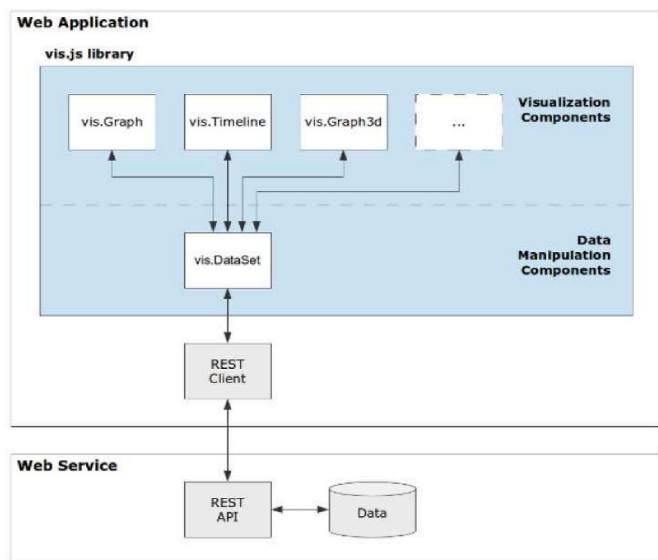 Web Application
vis.js library
vis.Graph
vis.Timeline
vis.Graph3d
...
Visualization
Components
vis.DataSet
Data
Manipulation
Components
REST
Client
Web Service
REST
API
Data